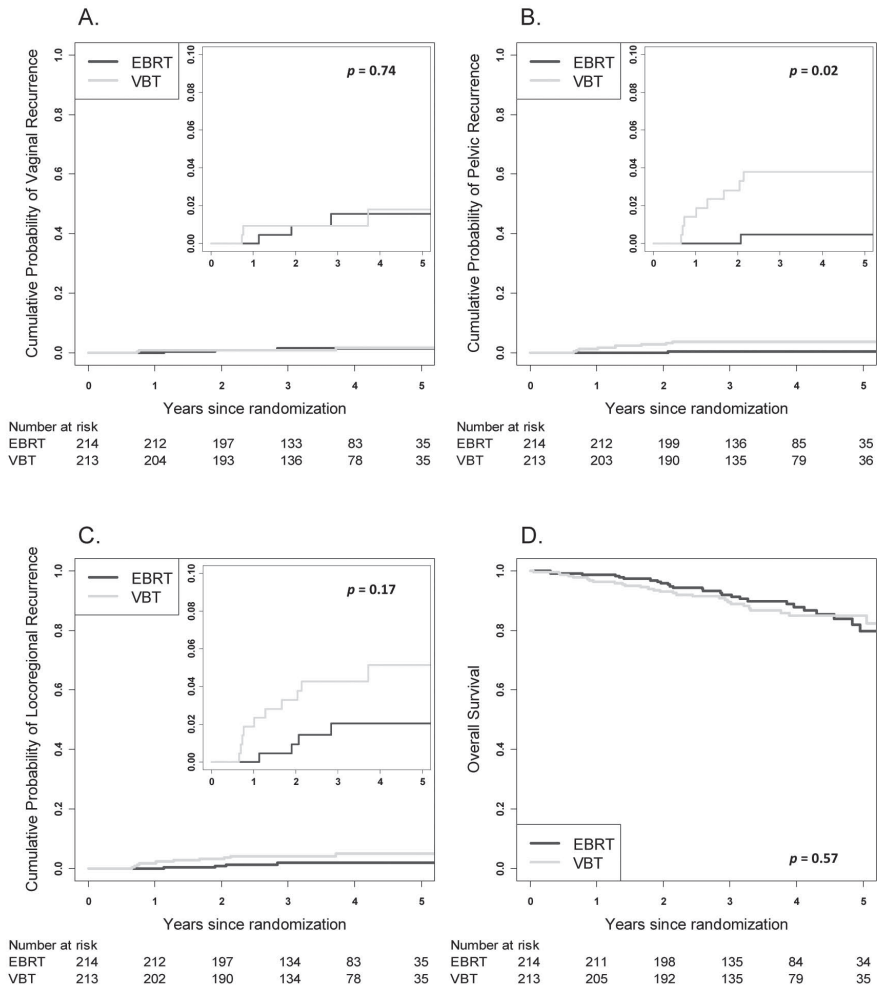 A.
EBRT
VBT
p = 0.74
0.00 0.02 0.04 0.06 0.08 0.10
0 1 2 3 4 5
Cumulative Probability of Vaginal Recurrence
0.0 0.2 0.4 0.6 0.8 1.0
0 1 2 3 4 5
Years since randomization
Number at risk
EBRT 214 212 197 133 83 35
VBT 213 204 193 136 78 35
B.
EBRT
VBT
p = 0.02
0.00 0.02 0.04 0.06 0.08 0.10
0 1 2 3 4 5
Cumulative Probability of Pelvic Recurrence
0.0 0.2 0.4 0.6 0.8 1.0
0 1 2 3 4 5
Years since randomization
Number at risk
EBRT 214 212 199 136 85 35
VBT 213 203 190 135 79 36
C.
EBRT
VBT
p = 0.17
0.00 0.02 0.04 0.06 0.08 0.10
0 1 2 3 4 5
Cumulative Probability of Locoregional Recurrence
0.0 0.2 0.4 0.6 0.8 1.0
0 1 2 3 4 5
Years since randomization
Number at risk
EBRT 214 212 197 134 83 35
VBT 213 202 190 134 78 35
D.
Overall Survival
0.0 0.2 0.4 0.6 0.8 1.0
EBRT
VBT
p = 0.57
0 1 2 3 4 5
Years since randomization
Number at risk
EBRT 214 211 198 135 84 34
VBT 213 205 192 135 79 35